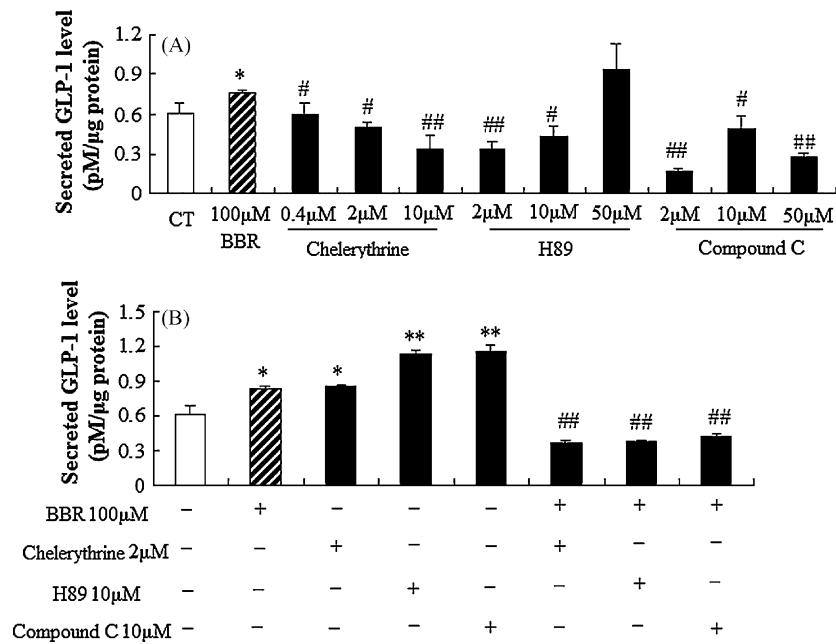 (A)
Secreted GLP-1 level
(pM/μg protein)
1.2
0.9
0.6
0.3
0
*
#
#
##
##
#
##
#
##
CT
100μM
0.4μM
2μM
10μM
2μM
10μM
50μM
2μM
10μM
50μM
BBR
Chelerythrine
H89
Compound C
(B)
Secreted GLP-1 level
(pM/μg protein)
1.5
1.2
0.9
0.6
0.3
0
*
*
**
**
##
##
##
BBR 100μM − + − − − + + +
Chelerythrine 2μM − − + − − + − −
H89 10μM − − − + − − + −
Compound C 10μM − − − − + − − +